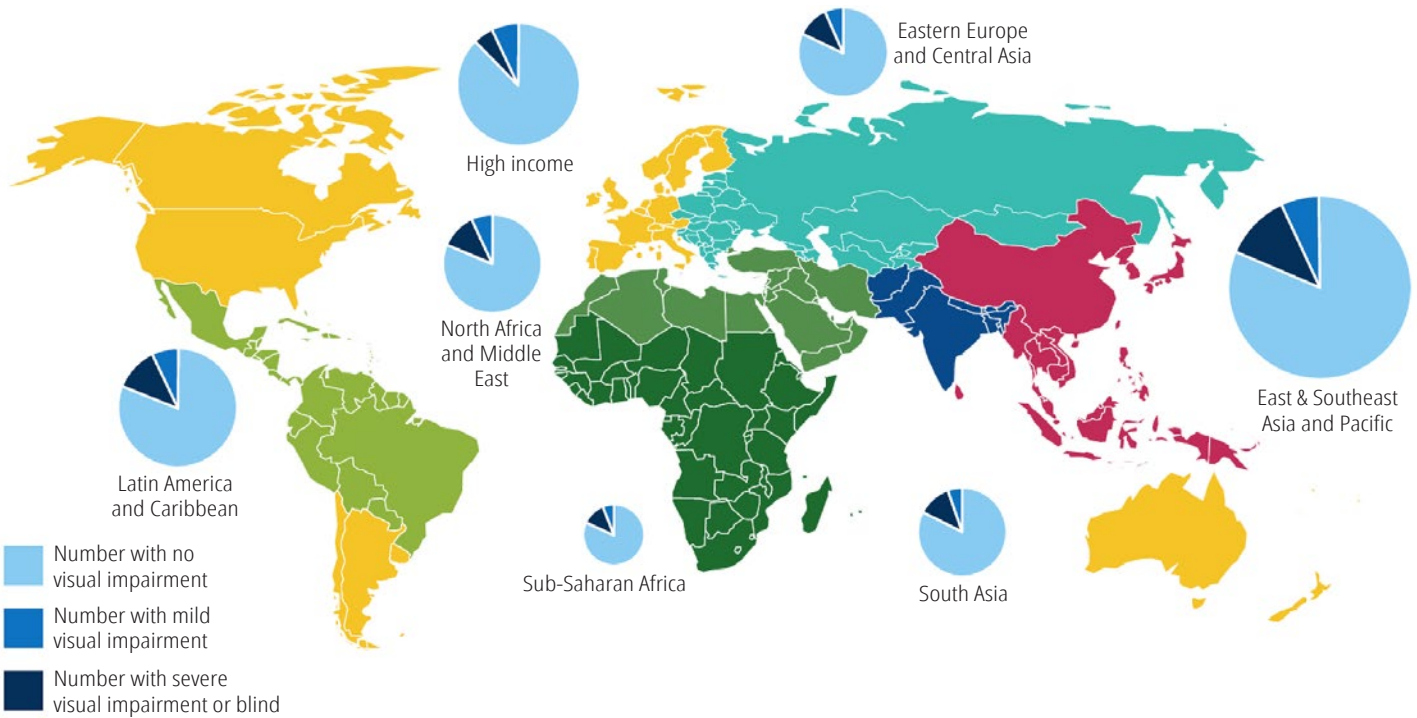 Eastern Europe
and Central Asia
High income
North Africa
and Middle
East
East & Southeast
Asia and Pacific
Latin America
and Caribbean
Sub-Saharan Africa
South Asia
Number with no
visual impairment
Number with mild
visual impairment
Number with severe
visual impairment or blind